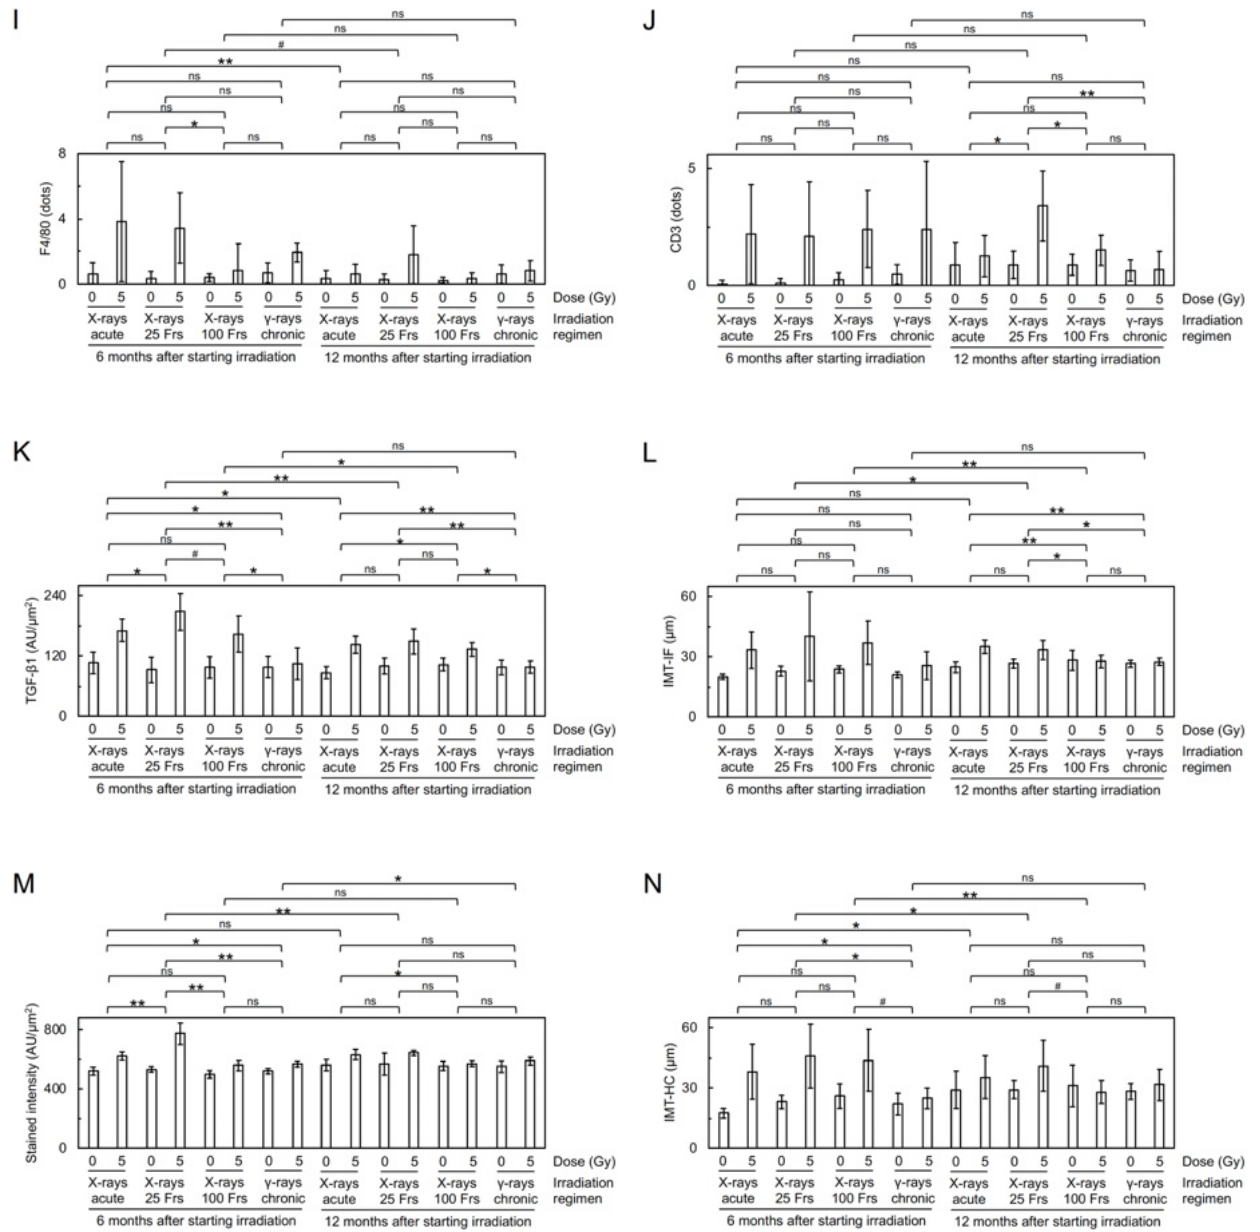 I
ns
ns
#
**
ns
ns
ns
ns
ns
ns
*
ns
ns
ns
ns
ns
ns
8
4
0
F4/80 (dots)
0 5 0 5 0 5 0 5 0 5 0 5 0 5 0 5 Dose (Gy)
X-rays X-rays X-rays γ-rays X-rays X-rays X-rays γ-rays Irradiation
acute 25 Frs 100 Frs chronic acute 25 Frs 100 Frs chronic regimen
6 months after starting irradiation 12 months after starting irradiation
J
ns
ns
ns
ns
ns
ns
ns
**
ns
ns
ns
*
ns
ns
*
ns
5
0
CD3 (dots)
0 5 0 5 0 5 0 5 0 5 0 5 0 5 0 5 Dose (Gy)
X-rays X-rays X-rays γ-rays X-rays X-rays X-rays γ-rays Irradiation
acute 25 Frs 100 Frs chronic acute 25 Frs 100 Frs chronic regimen
6 months after starting irradiation 12 months after starting irradiation
K
ns
*
**
*
*
**
**
**
ns
*
#
ns
*
*
ns
*
240
120
0
TGF-β1 (AU/μm²)
0 5 0 5 0 5 0 5 0 5 0 5 0 5 0 5 Dose (Gy)
X-rays X-rays X-rays γ-rays X-rays X-rays X-rays γ-rays Irradiation
acute 25 Frs 100 Frs chronic acute 25 Frs 100 Frs chronic regimen
6 months after starting irradiation 12 months after starting irradiation
L
ns
**
*
ns
ns
**
ns
*
ns
**
ns
*
ns
ns
ns
ns
60
30
0
IMT-IF (μm)
0 5 0 5 0 5 0 5 0 5 0 5 0 5 0 5 Dose (Gy)
X-rays X-rays X-rays γ-rays X-rays X-rays X-rays γ-rays Irradiation
acute 25 Frs 100 Frs chronic acute 25 Frs 100 Frs chronic regimen
6 months after starting irradiation 12 months after starting irradiation
M
*
ns
**
ns
*
ns
**
ns
ns
*
**
ns
**
ns
ns
ns
800
400
0
Stained intensity (AU/μm²)
0 5 0 5 0 5 0 5 0 5 0 5 0 5 0 5 Dose (Gy)
X-rays X-rays X-rays γ-rays X-rays X-rays X-rays γ-rays Irradiation
acute 25 Frs 100 Frs chronic acute 25 Frs 100 Frs chronic regimen
6 months after starting irradiation 12 months after starting irradiation
N
ns
**
*
*
*
ns
*
ns
ns
ns
ns
#
ns
#
ns
ns
60
30
0
IMT-HC (μm)
0 5 0 5 0 5 0 5 0 5 0 5 0 5 0 5 Dose (Gy)
X-rays X-rays X-rays γ-rays X-rays X-rays X-rays γ-rays Irradiation
acute 25 Frs 100 Frs chronic acute 25 Frs 100 Frs chronic regimen
6 months after starting irradiation 12 months after starting irradiation